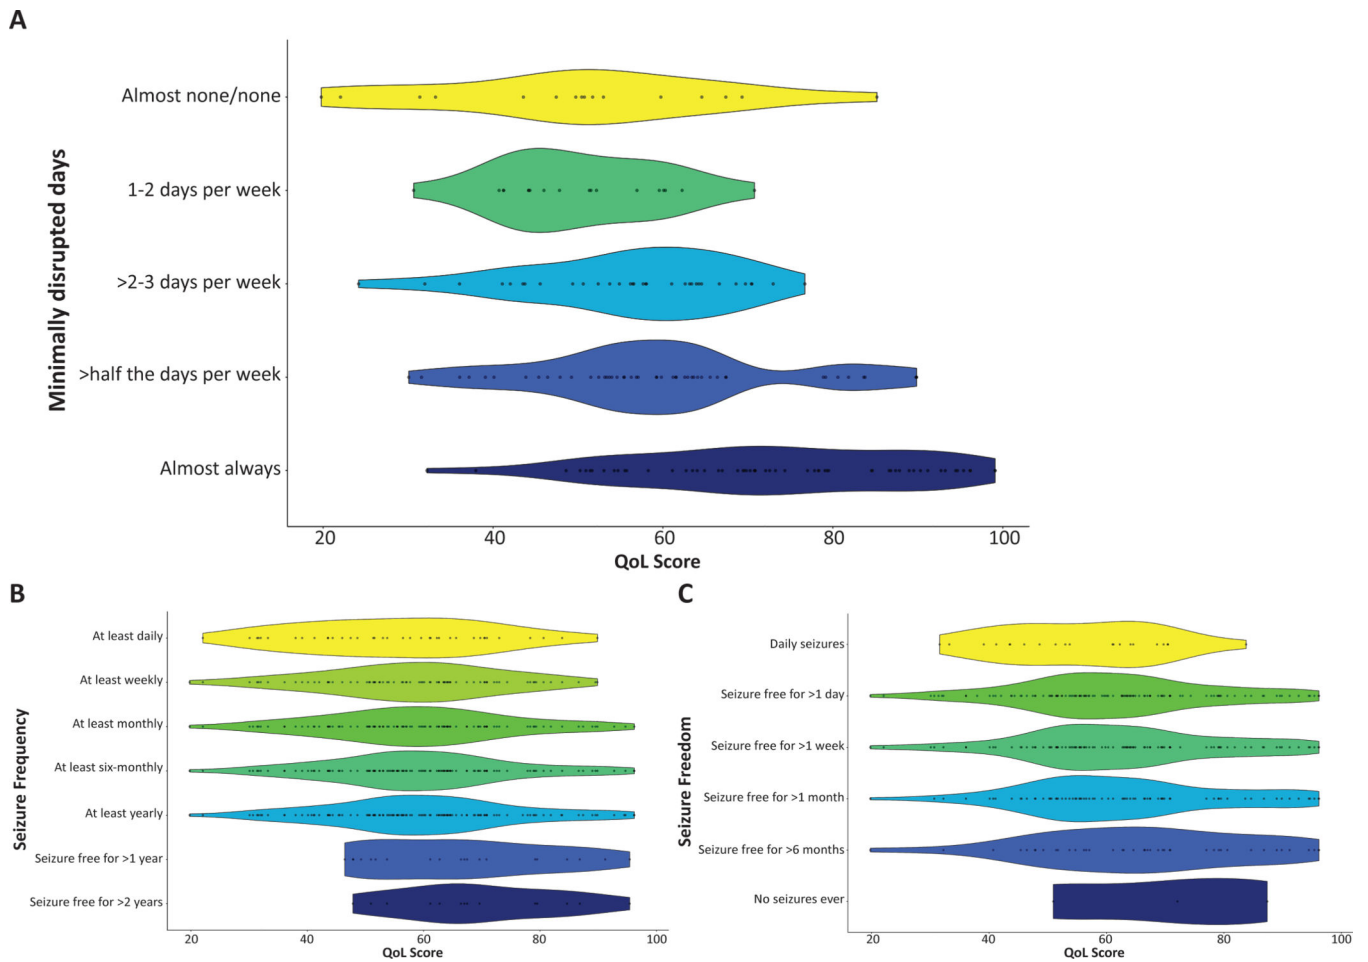 A
Minimally disrupted days
Almost none/none
1-2 days per week
>2-3 days per week
>half the days per week
Almost always
20 40 60 80 100
QoL Score
B
Seizure Frequency
At least daily
At least weekly
At least monthly
At least six-monthly
At least yearly
Seizure free for >1 year
Seizure free for >2 years
20 40 60 80 100
QoL Score
C
Seizure Freedom
Daily seizures
Seizure free for >1 day
Seizure free for >1 week
Seizure free for >1 month
Seizure free for >6 months
No seizures ever
20 40 60 80 100
QoL Score